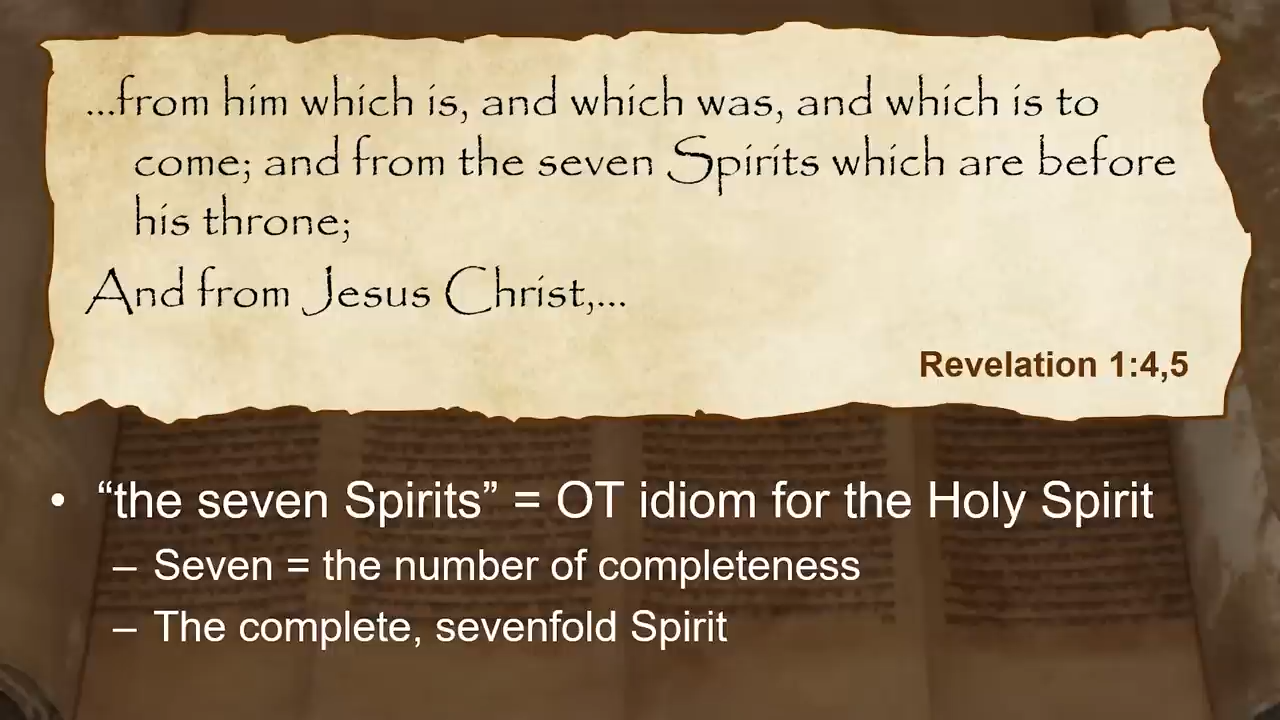 ...from him which is, and which was, and which is to
come; and from the seven Spirits which are before
his throne;
And from Jesus Christ,...
Revelation 1:4,5
• “the seven Spirits” = OT idiom for the Holy Spirit
– Seven = the number of completeness
– The complete, sevenfold Spirit